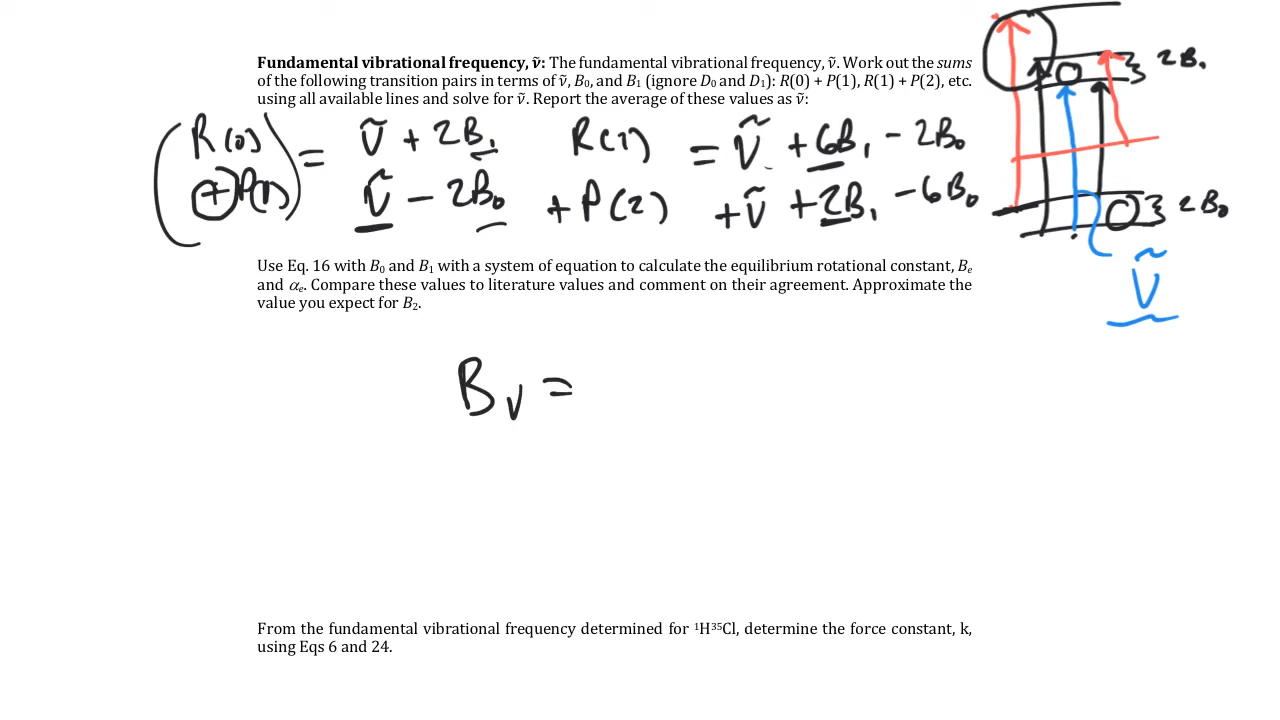 Fundamental vibrational frequency, ṽ: The fundamental vibrational frequency, ṽ. Work out the sums
of the following transition pairs in terms of ṽ, B₀, and B₁ (ignore D₀ and D₁): R(0) + P(1), R(1) + P(2), etc.
using all available lines and solve for ṽ. Report the average of these values as ṽ:
R(0) = ṽ + 2B₁ R(1) = ṽ + 6B₁ - 2B₀
+ P(1) ṽ - 2B₀ + P(2) + ṽ + 2B₁ - 6B₀
0 2B₁
0 2B₀
ṽ
Use Eq. 16 with B₀ and B₁ with a system of equation to calculate the equilibrium rotational constant, Bₑ
and αₑ. Compare these values to literature values and comment on their agreement. Approximate the
value you expect for B₂.
Bᵥ =
From the fundamental vibrational frequency determined for ¹H³⁵Cl, determine the force constant, k,
using Eqs 6 and 24.